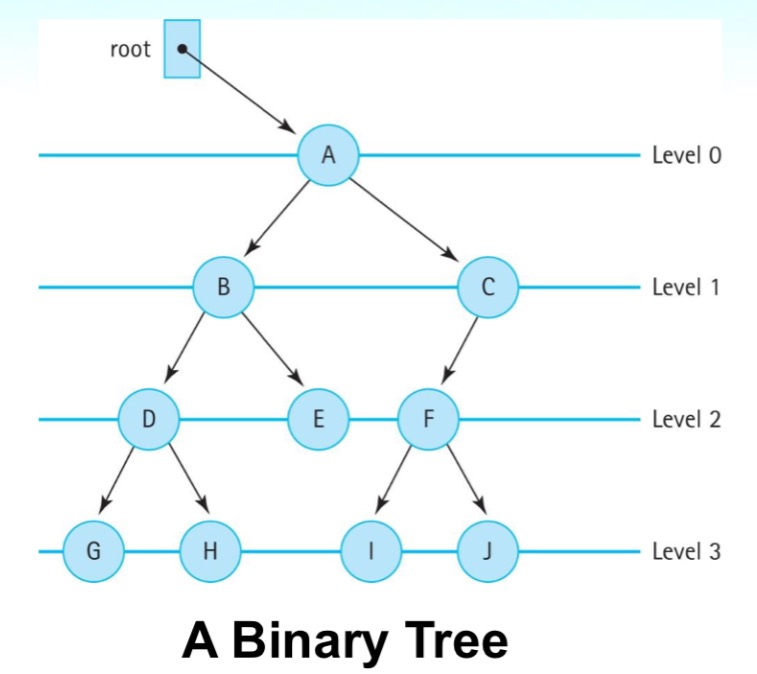 root
A Level 0
B C Level 1
D E F Level 2
G H I J Level 3
A Binary Tree